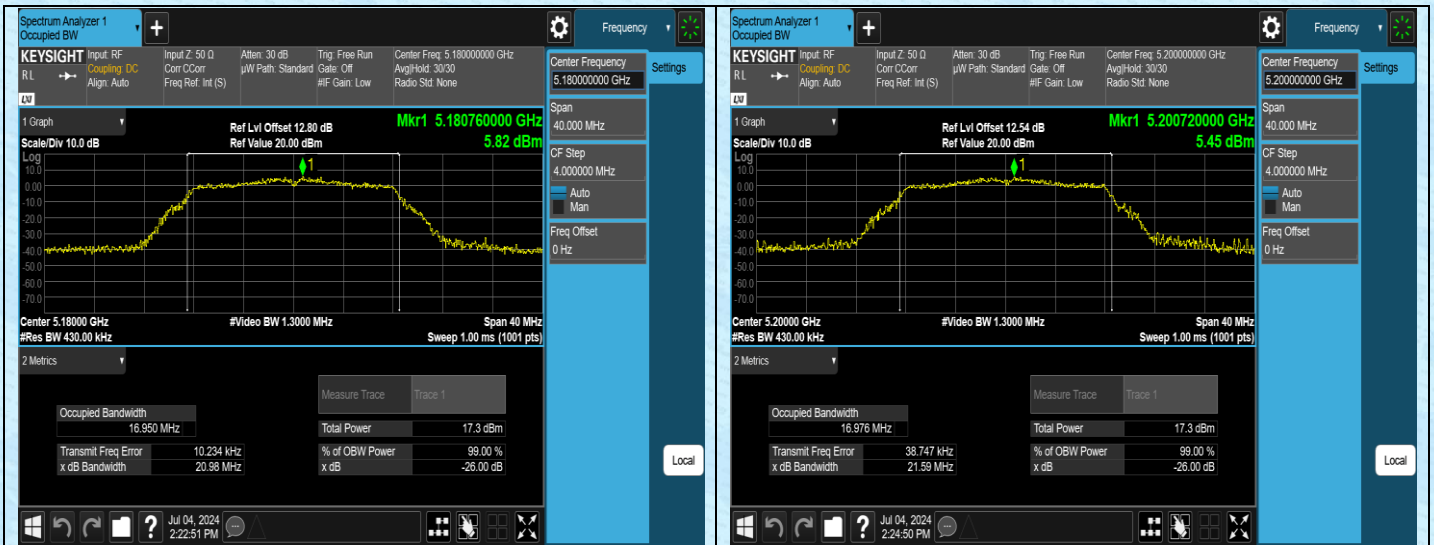 Spectrum Analyzer 1
Occupied BW
+
Frequency
KEYSIGHT
RL
LXI
Input: RF
Coupling: DC
Align: Auto
Input Z: 50 Ω
Corr CCorr
Freq Ref: Int (S)
Atten: 30 dB
µW Path: Standard
Trig: Free Run
Gate: Off
#IF Gain: Low
Center Freq: 5.180000000 GHz
Avg|Hold: 30/30
Radio Std: None
Center Frequency
5.180000000 GHz
Settings
Span
40.000 MHz
CF Step
4.000000 MHz
Auto
Man
Freq Offset
0 Hz
Local
1 Graph
Scale/Div 10.0 dB
Ref Lvl Offset 12.80 dB
Ref Value 20.00 dBm
Mkr1 5.180760000 GHz
5.82 dBm
Log
10.0
0.00
-10.0
-20.0
-30.0
-40.0
-50.0
-60.0
-70.0
1
Center 5.18000 GHz
#Res BW 430.00 kHz
#Video BW 1.3000 MHz
Span 40 MHz
Sweep 1.00 ms (1001 pts)
2 Metrics
Measure Trace Trace 1
Occupied Bandwidth
16.950 MHz
Total Power 17.3 dBm
Transmit Freq Error 10.234 kHz
% of OBW Power 99.00 %
x dB Bandwidth 20.98 MHz
x dB -26.00 dB
?
Jul 04, 2024
2:22:51 PM
Spectrum Analyzer 1
Occupied BW
+
Frequency
KEYSIGHT
RL
LXI
Input: RF
Coupling: DC
Align: Auto
Input Z: 50 Ω
Corr CCorr
Freq Ref: Int (S)
Atten: 30 dB
µW Path: Standard
Trig: Free Run
Gate: Off
#IF Gain: Low
Center Freq: 5.200000000 GHz
Avg|Hold: 30/30
Radio Std: None
Center Frequency
5.200000000 GHz
Settings
Span
40.000 MHz
CF Step
4.000000 MHz
Auto
Man
Freq Offset
0 Hz
Local
1 Graph
Scale/Div 10.0 dB
Ref Lvl Offset 12.54 dB
Ref Value 20.00 dBm
Mkr1 5.200720000 GHz
5.45 dBm
Log
10.0
0.00
-10.0
-20.0
-30.0
-40.0
-50.0
-60.0
-70.0
1
Center 5.20000 GHz
#Res BW 430.00 kHz
#Video BW 1.3000 MHz
Span 40 MHz
Sweep 1.00 ms (1001 pts)
2 Metrics
Measure Trace Trace 1
Occupied Bandwidth
16.976 MHz
Total Power 17.3 dBm
Transmit Freq Error 38.747 kHz
% of OBW Power 99.00 %
x dB Bandwidth 21.59 MHz
x dB -26.00 dB
?
Jul 04, 2024
2:24:50 PM